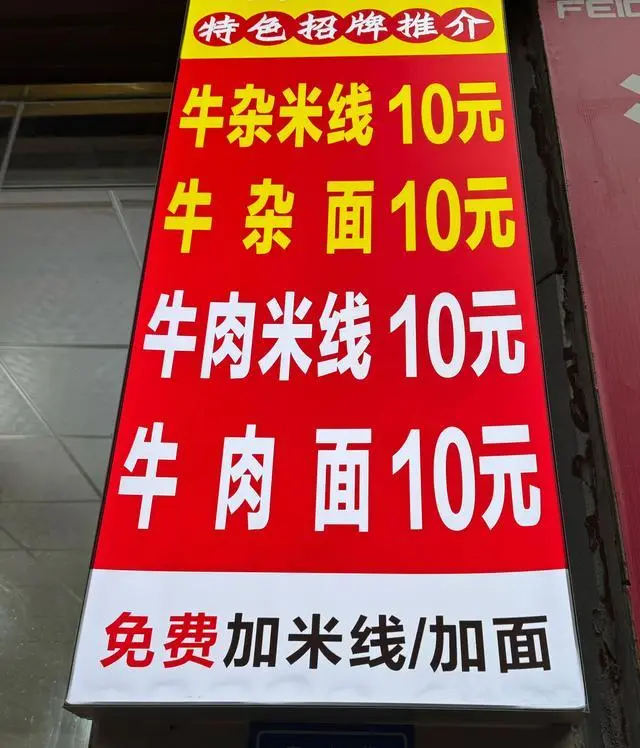 特色招牌推介
牛杂米线 10元
牛杂面 10元
牛肉米线 10元
牛肉面 10元
免费加米线/加面